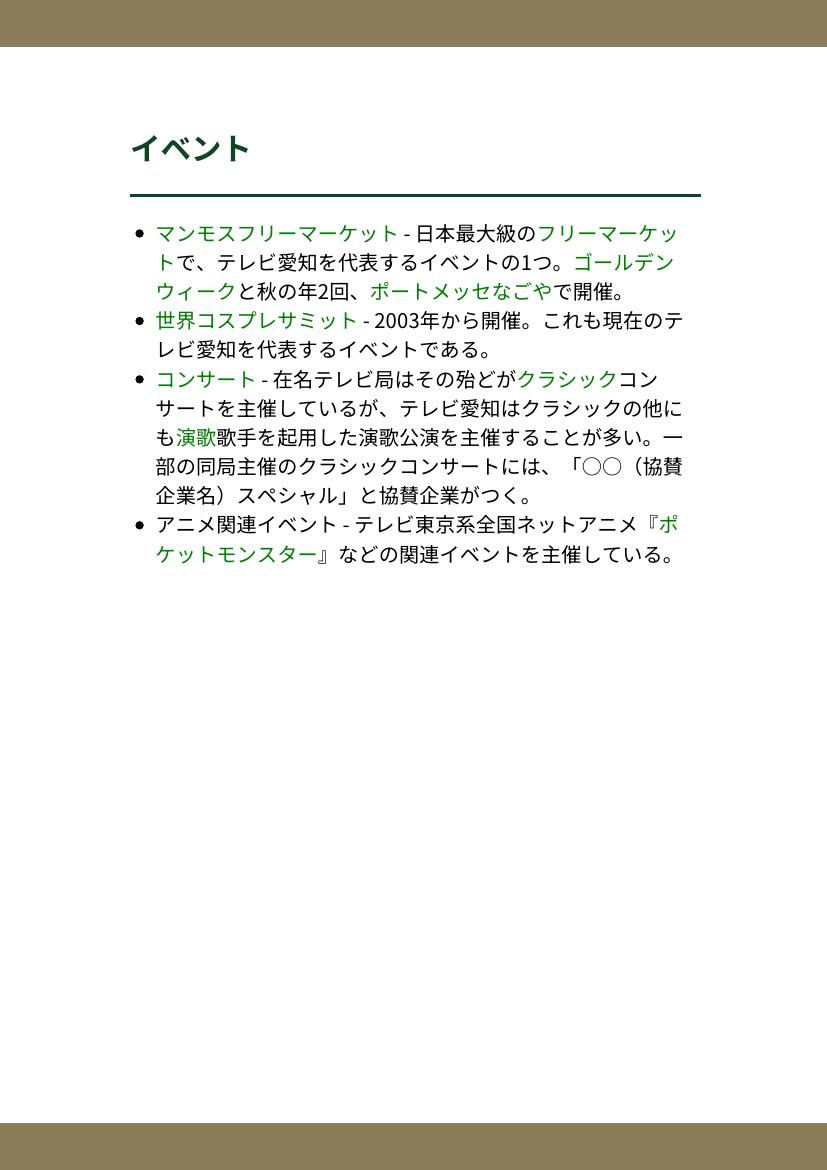 イベント
マンモスフリーマーケット - 日本最大級のフリーマーケッ
トで、テレビ愛知を代表するイベントの1つ。ゴールデン
ウィークと秋の年2回、ポートメッセなごやで開催。
世界コスプレサミット - 2003年から開催。これも現在のテ
レビ愛知を代表するイベントである。
コンサート - 在名テレビ局はその殆どがクラシックコン
サートを主催しているが、テレビ愛知はクラシックの他に
も演歌歌手を起用した演歌公演を主催することが多い。一
部の同局主催のクラシックコンサートには、「〇〇（協賛
企業名）スペシャル」と協賛企業がつく。
アニメ関連イベント - テレビ東京系全国ネットアニメ『ポ
ケットモンスター』などの関連イベントを主催している。